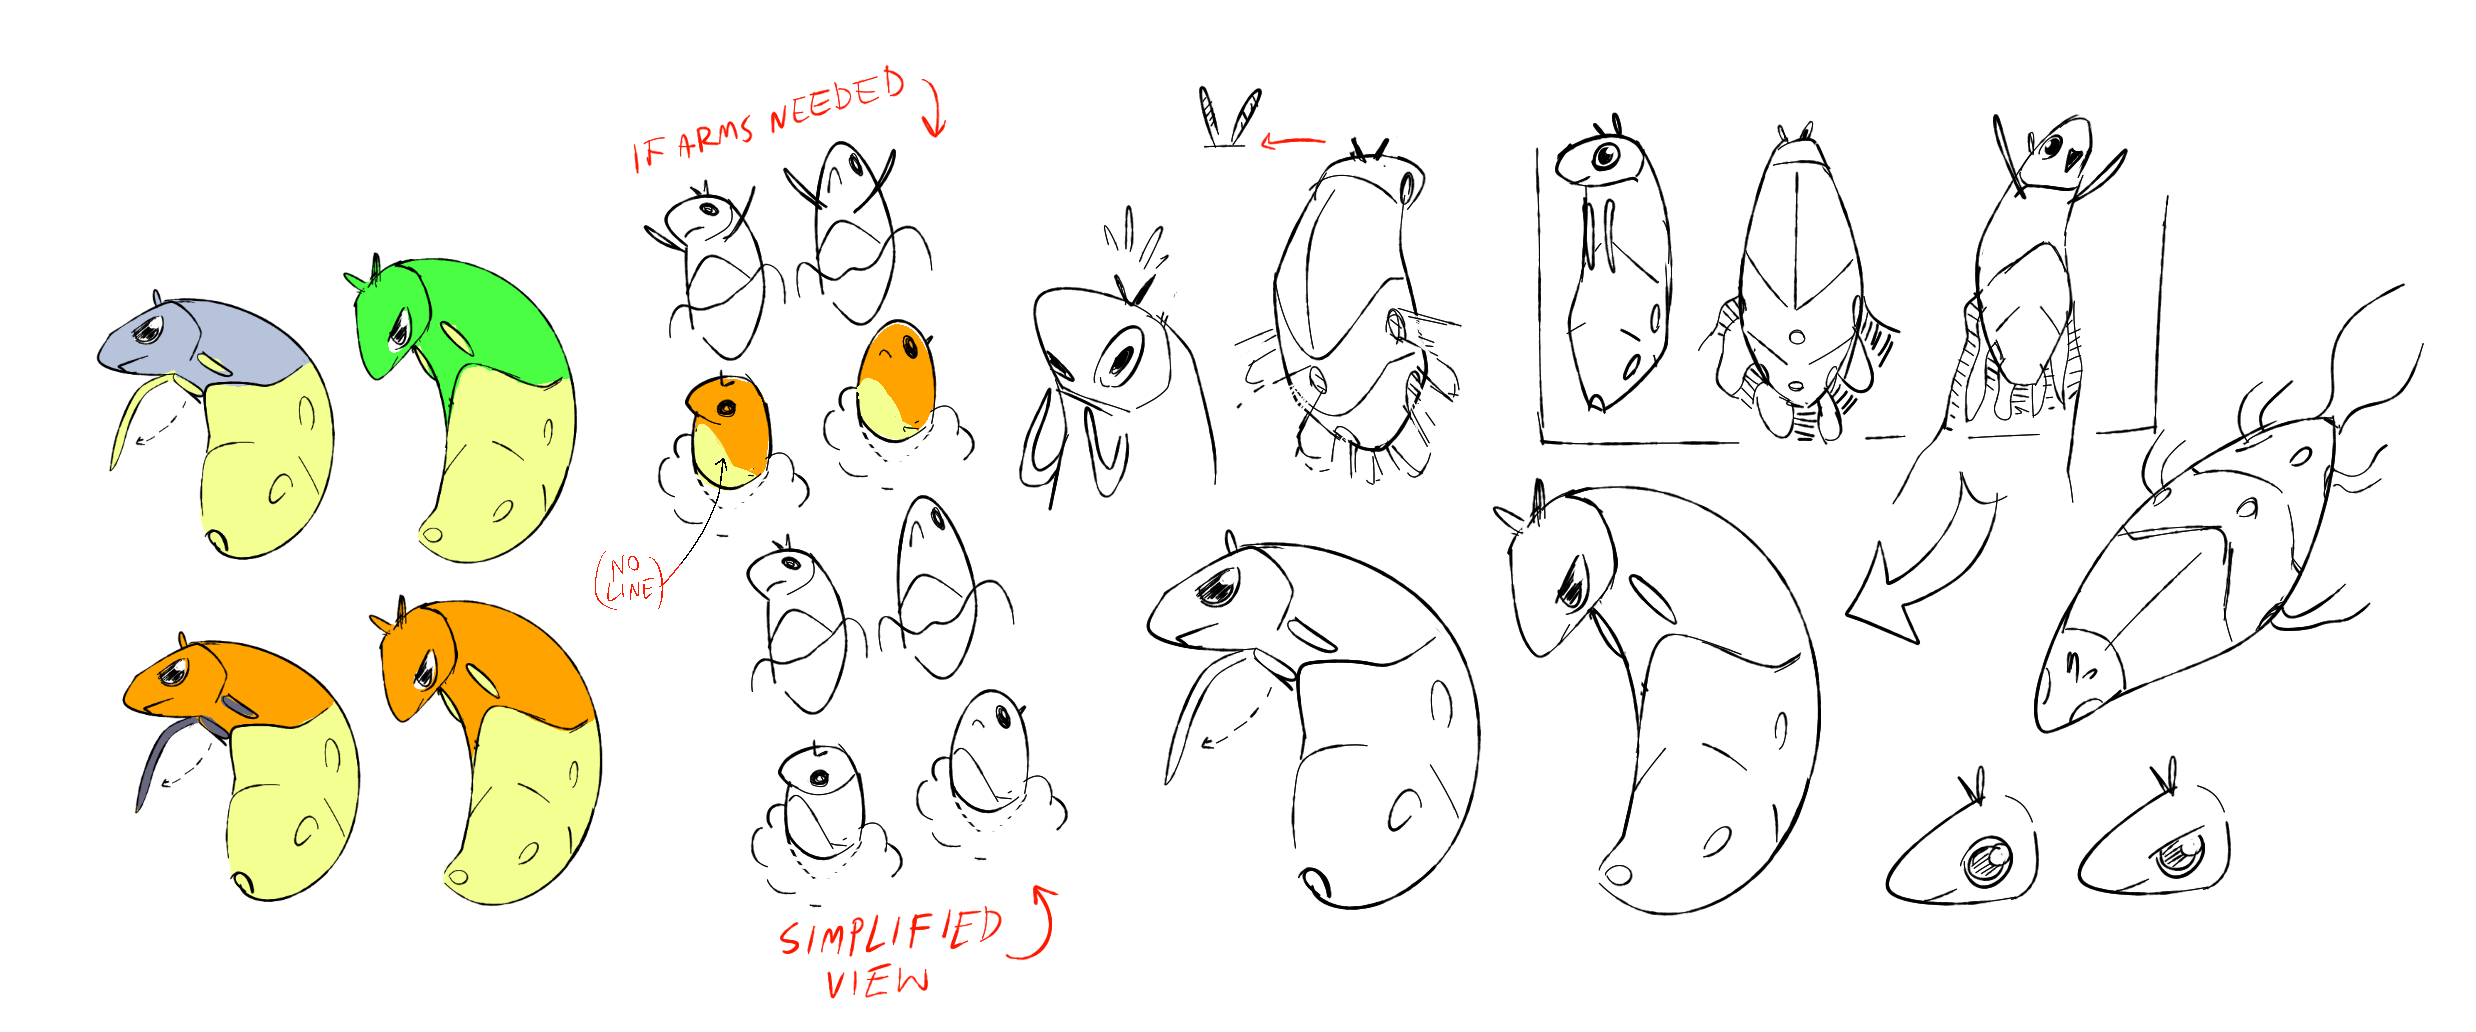 IF ARMS NEEDED
(NO
LINE)
SIMPLIFIED
VIEW